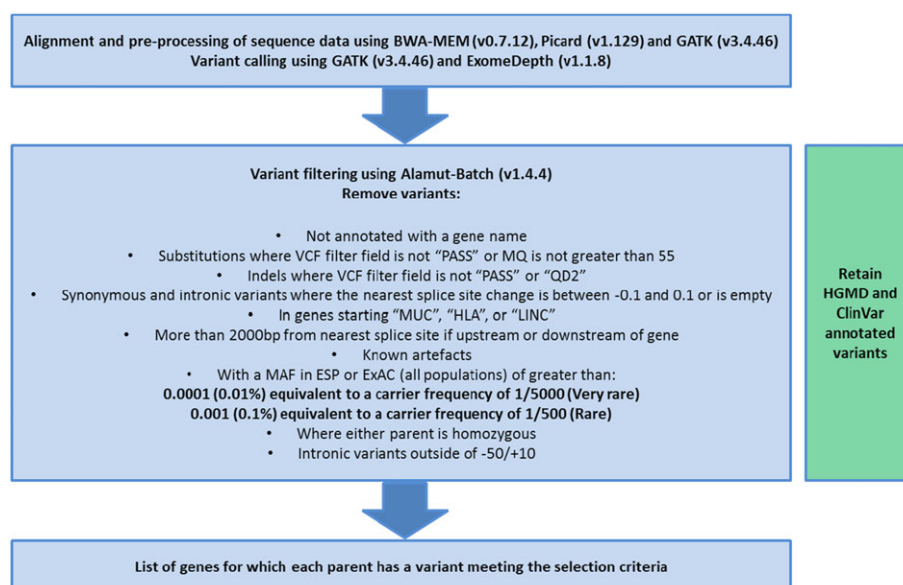 Alignment and pre-processing of sequence data using BWA-MEM (v0.7.12), Picard (v1.129) and GATK (v3.4.46)
Variant calling using GATK (v3.4.46) and ExomeDepth (v1.1.8)
Variant filtering using Alamut-Batch (v1.4.4)
Remove variants:
• Not annotated with a gene name
• Substitutions where VCF filter field is not “PASS” or MQ is not greater than 55
• Indels where VCF filter field is not “PASS” or “QD2”
• Synonymous and intronic variants where the nearest splice site change is between -0.1 and 0.1 or is empty
• In genes starting “MUC”, “HLA”, or “LINC”
• More than 2000bp from nearest splice site if upstream or downstream of gene
• Known artefacts
• With a MAF in ESP or ExAC (all populations) of greater than:
0.0001 (0.01%) equivalent to a carrier frequency of 1/5000 (Very rare)
0.001 (0.1%) equivalent to a carrier frequency of 1/500 (Rare)
• Where either parent is homozygous
• Intronic variants outside of -50/+10
Retain
HGMD and
ClinVar
annotated
variants
List of genes for which each parent has a variant meeting the selection criteria